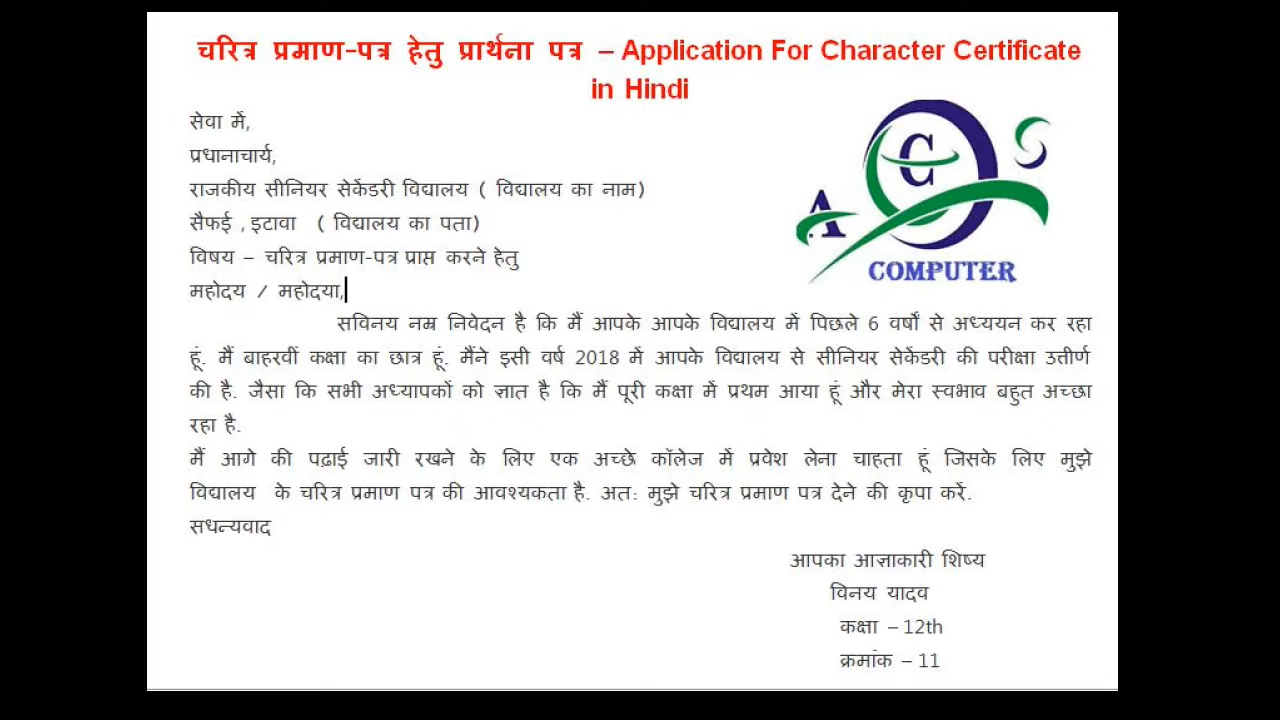 चरित्र प्रमाण-पत्र हेतु प्रार्थना पत्र – Application For Character Certificate
in Hindi
सेवा में,
प्रधानाचार्य,
राजकीय सीनियर सेकेंडरी विद्यालय ( विद्यालय का नाम)
सैफई , इटावा ( विद्यालय का पता)
विषय – चरित्र प्रमाण-पत्र प्राप्त करने हेतु
महोदय / महोदया,
सविनय नम्र निवेदन है कि मैं आपके आपके विद्यालय में पिछले 6 वर्षों से अध्ययन कर रहा
हूं. मैं बाहरवीं कक्षा का छात्र हूं. मैंने इसी वर्ष 2018 में आपके विद्यालय से सीनियर सेकेंडरी की परीक्षा उत्तीर्ण
की है. जैसा कि सभी अध्यापकों को ज्ञात है कि मैं पूरी कक्षा में प्रथम आया हूं और मेरा स्वभाव बहुत अच्छा
रहा है.
मैं आगे की पढ़ाई जारी रखने के लिए एक अच्छे कॉलेज में प्रवेश लेना चाहता हूं जिसके लिए मुझे
विद्यालय के चरित्र प्रमाण पत्र की आवश्यकता है. अतः मुझे चरित्र प्रमाण पत्र देने की कृपा करें.
सधन्यवाद
आपका आज्ञाकारी शिष्य
विनय यादव
कक्षा – 12th
क्रमांक – 11
A C S
COMPUTER